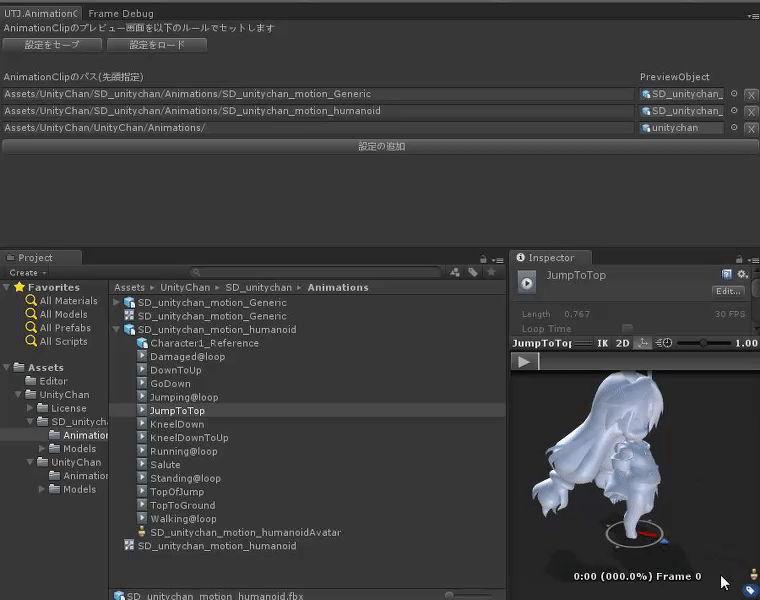 UTJ.AnimationC Frame Debug
AnimationClipのプレビュー画面を以下のルールでセットします
設定をセーブ 設定をロード
AnimationClipのパス(先頭指定) PreviewObject
Assets/UnityChan/SD_unitychan/Animations/SD_unitychan_motion_Generic SD_unitychan_ X
Assets/UnityChan/SD_unitychan/Animations/SD_unitychan_motion_humanoid SD_unitychan_ X
Assets/UnityChan/UnityChan/Animations/ unitychan X
設定の追加
Project
Create
Favorites
All Materials
All Models
All Prefabs
All Scripts
Assets
Editor
UnityChan
License
SD_unitych
Animation
Models
UnityChan
Animation
Models
Assets UnityChan SD_unitychan Animations
SD_unitychan_motion_Generic
SD_unitychan_motion_Generic
SD_unitychan_motion_humanoid
Character1_Reference
Damaged@loop
DownToUp
GoDown
Jumping@loop
JumpToTop
KneelDown
KneelDownToUp
Running@loop
Salute
Standing@loop
TopOfJump
TopToGround
Walking@loop
SD_unitychan_motion_humanoidAvatar
SD_unitychan_motion_humanoid
SD_unitychan_motion_humanoid.fbx
Inspector
JumpToTop
Edit...
Length 0.767 30 FPS
Loop Time
JumpToTop IK 2D 1.00
0:00 (000.0%) Frame 0